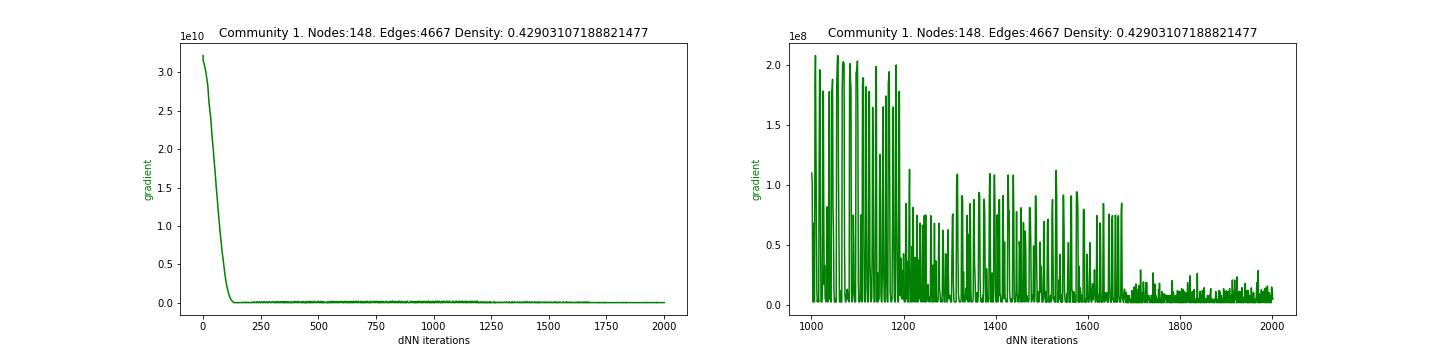 Community 1. Nodes:148. Edges:4667 Density: 0.42903107188821477
1e10
3.0
2.5
2.0
1.5
1.0
0.5
0.0
gradient
0 250 500 750 1000 1250 1500 1750 2000
dNN iterations
Community 1. Nodes:148. Edges:4667 Density: 0.42903107188821477
1e8
2.0
1.5
1.0
0.5
0.0
gradient
1000 1200 1400 1600 1800 2000
dNN iterations